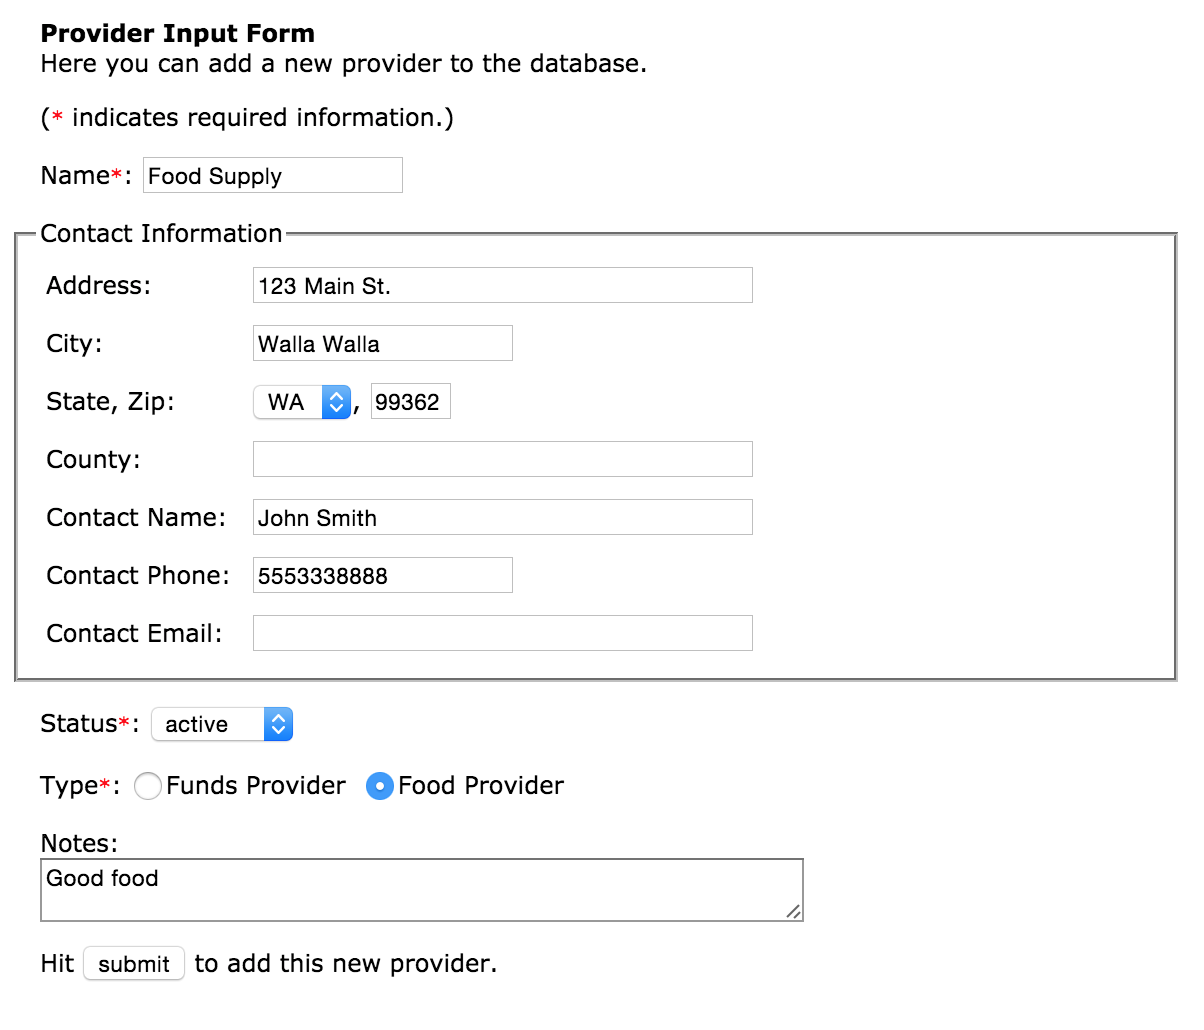 Provider Input Form
Here you can add a new provider to the database.
(* indicates required information.)
Name*: Food Supply
Contact Information
Address: 123 Main St.
City: Walla Walla
State, Zip: WA , 99362
County:
Contact Name: John Smith
Contact Phone: 5553338888
Contact Email:
Status*: active
Type*: Funds Provider Food Provider
Notes:
Good food
Hit submit to add this new provider.